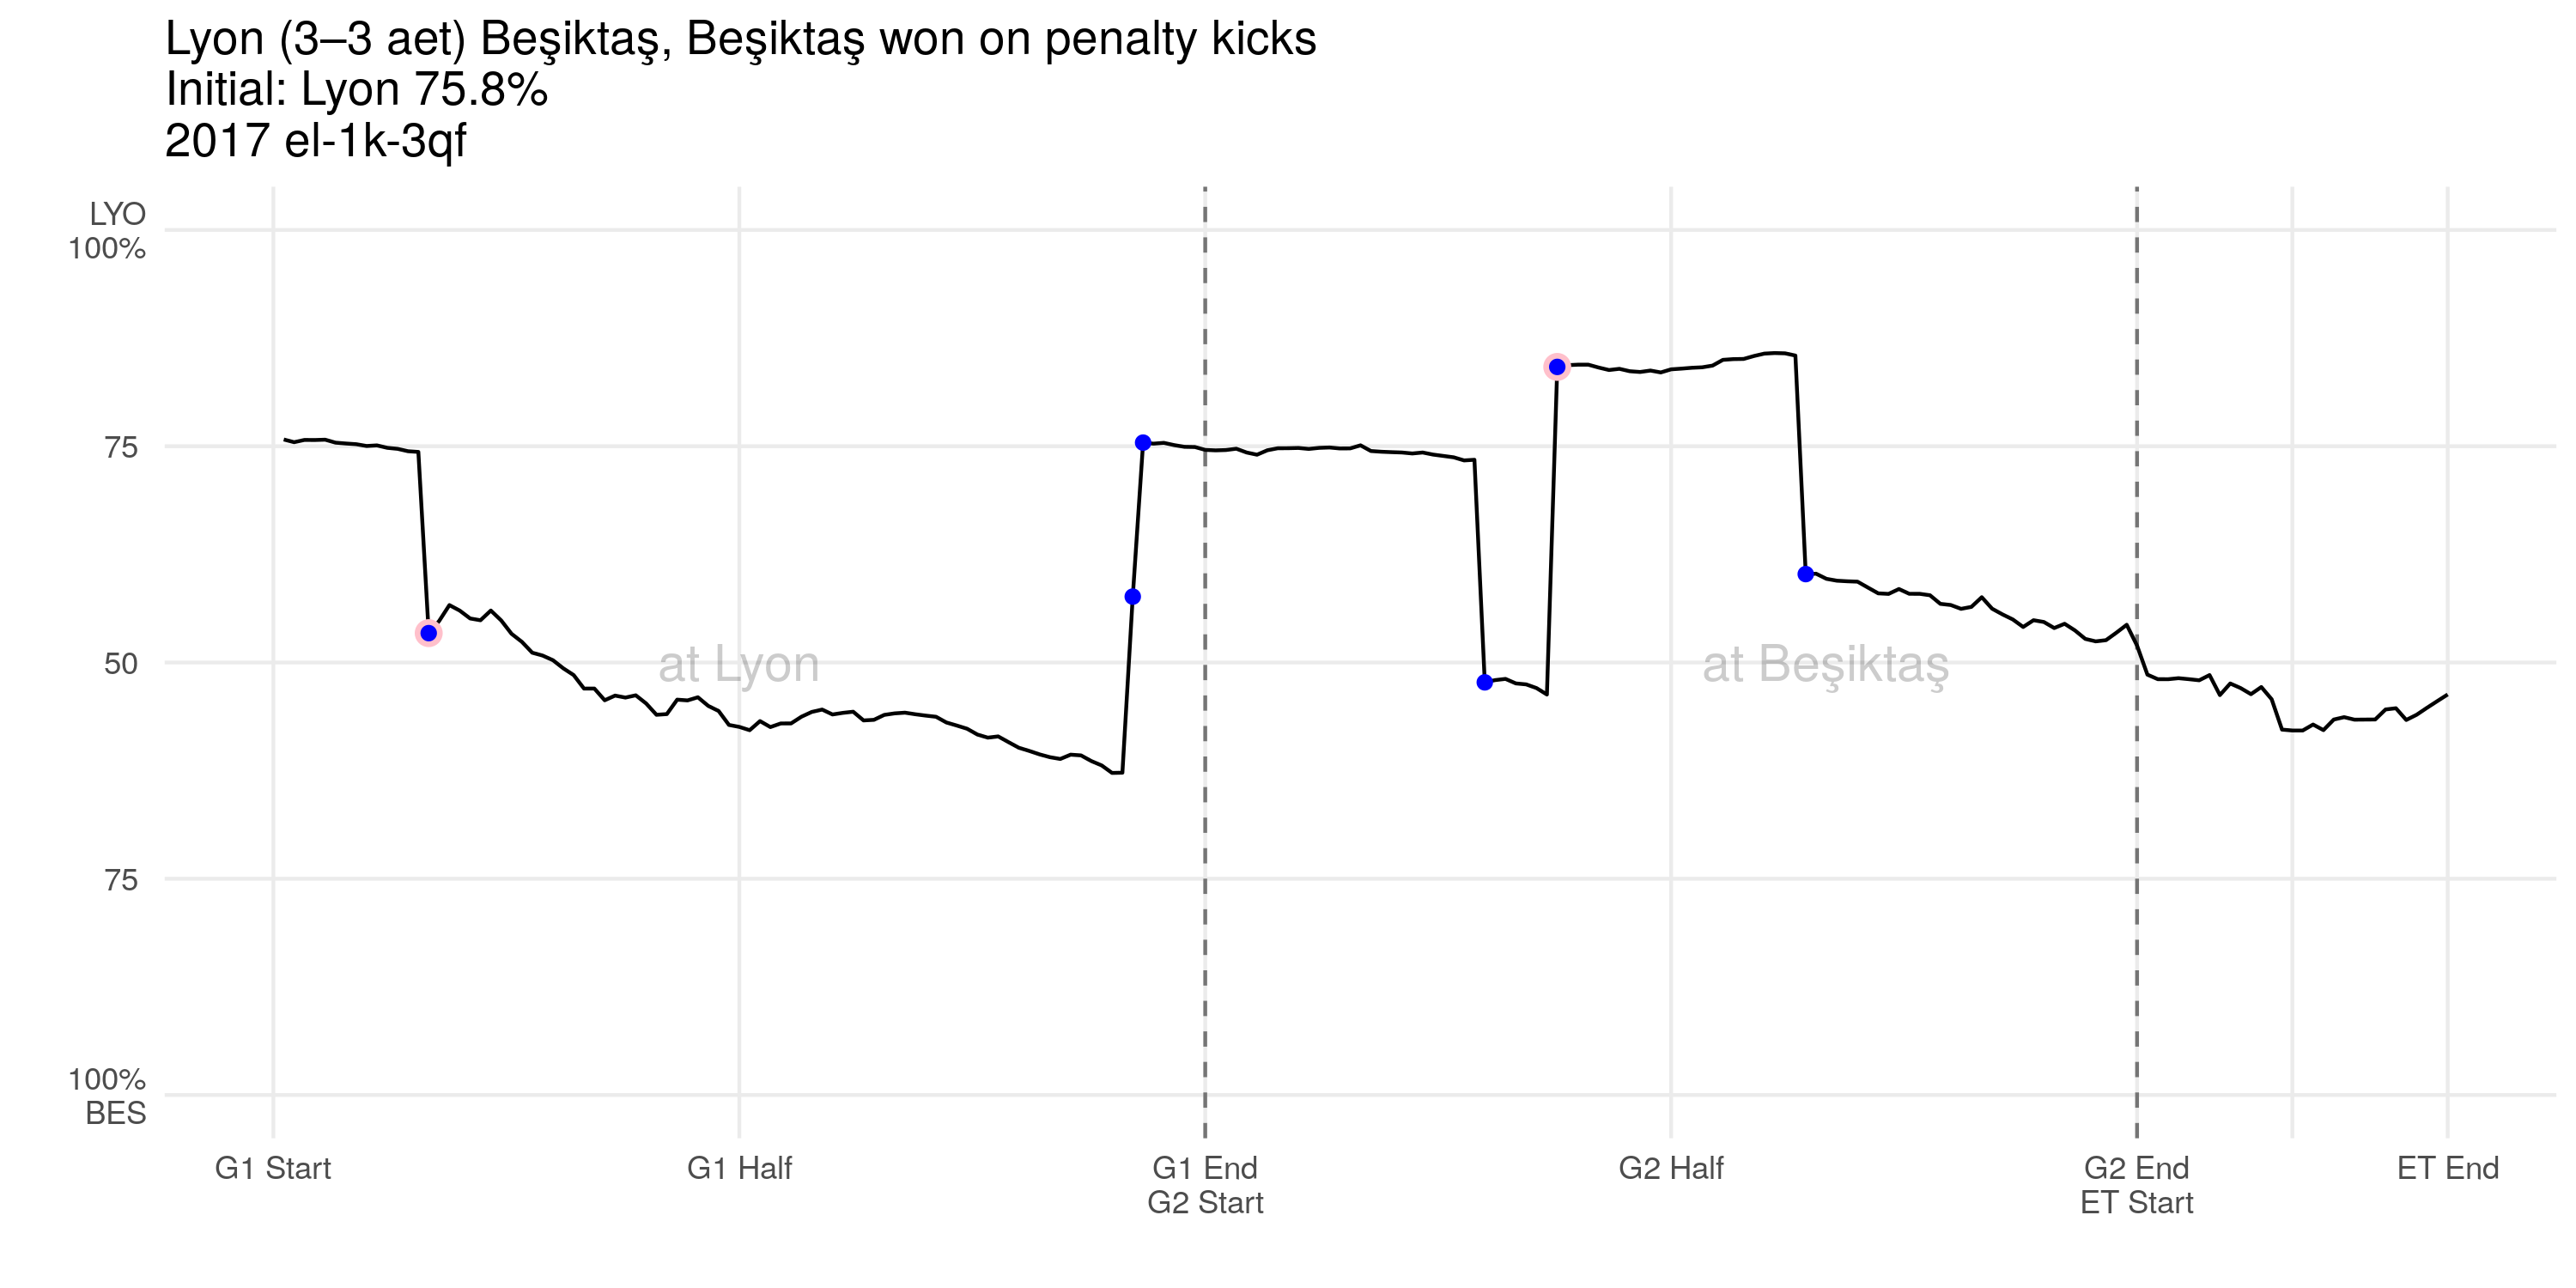 Lyon (3–3 aet) Beşiktaş, Beşiktaş won on penalty kicks
Initial: Lyon 75.8%
2017 el-1k-3qf
LYO
100%
75
50
75
100%
BES
at Lyon
at Beşiktaş
G1 Start
G1 Half
G1 End
G2 Start
G2 Half
G2 End
ET Start
ET End